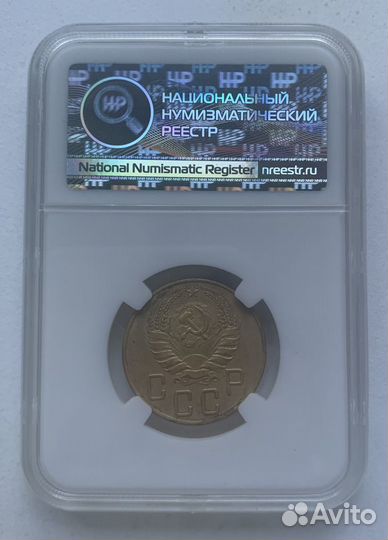 НАЦИОНАЛЬНЫЙ
НУМИЗМАТИЧЕСКИЙ
РЕЕСТР
National Numismatic Register nreestr.ru
СССР
Avito